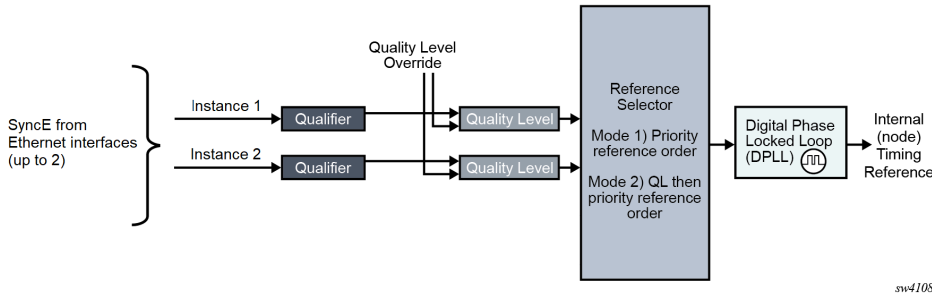 SyncE from
Ethernet interfaces
(up to 2)
Instance 1
Instance 2
Qualifier
Qualifier
Quality Level
Override
Quality Level
Quality Level
Reference
Selector
Mode 1) Priority
reference order
Mode 2) QL then
priority reference
order
Digital Phase
Locked Loop
(DPLL)
Internal
(node)
Timing
Reference
sw4108